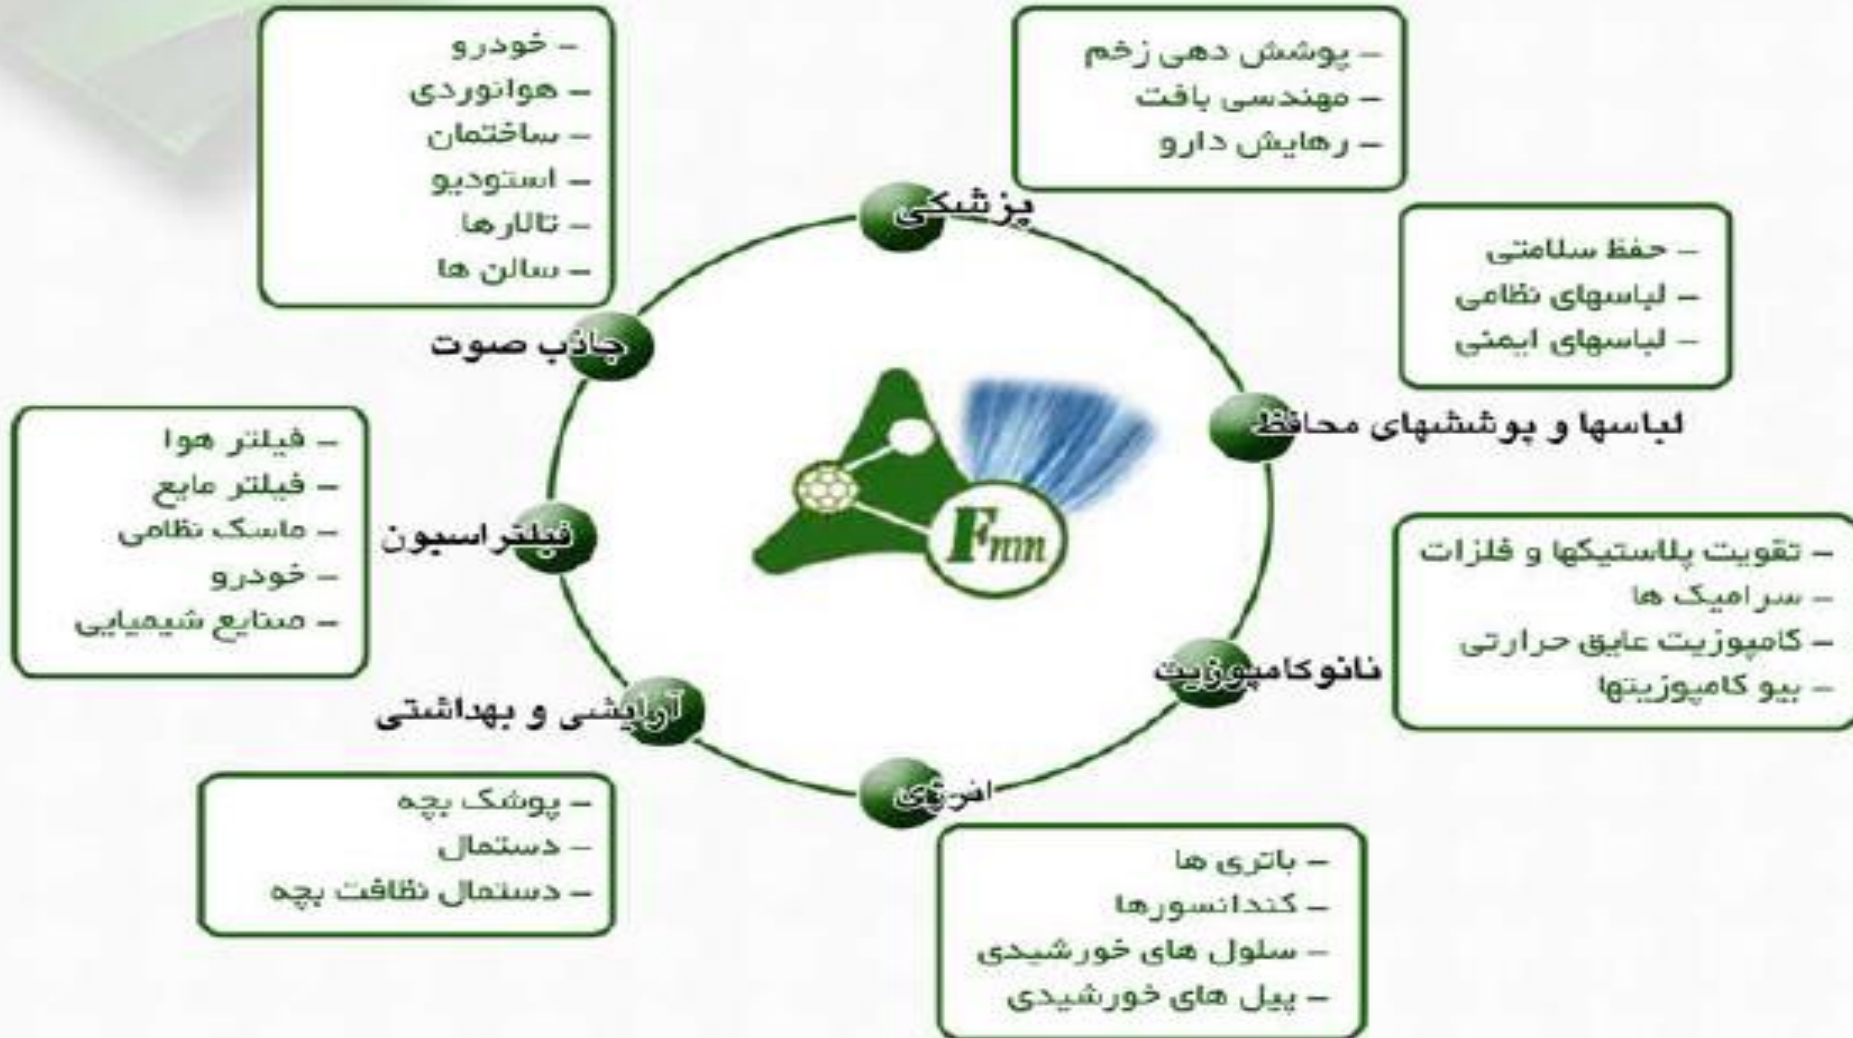 پزشکی
– پوشش دهی زخم
– مهندسی بافت
– رهایش دارو
لباسها و پوششهای محافظ
– حفظ سلامتی
– لباسهای نظامی
– لباسهای ایمنی
نانوکامپوزیت
– تقویت پلاستیکها و فلزات
– سرامیک ها
– کامپوزیت عایق حرارتی
– بیو کامپوزیتها
انرژی
– باتری ها
– کندانسورها
– سلول های خورشیدی
– پیل های خورشیدی
آرایشی و بهداشتی
– پوشک بچه
– دستمال
– دستمال نظافت بچه
فیلتراسیون
– فیلتر هوا
– فیلتر مایع
– ماسک نظامی
– خودرو
– صنایع شیمیایی
جاذب صوت
– خودرو
– هوانوردی
– ساختمان
– استودیو
– تالارها
– سالن ها
Fnm